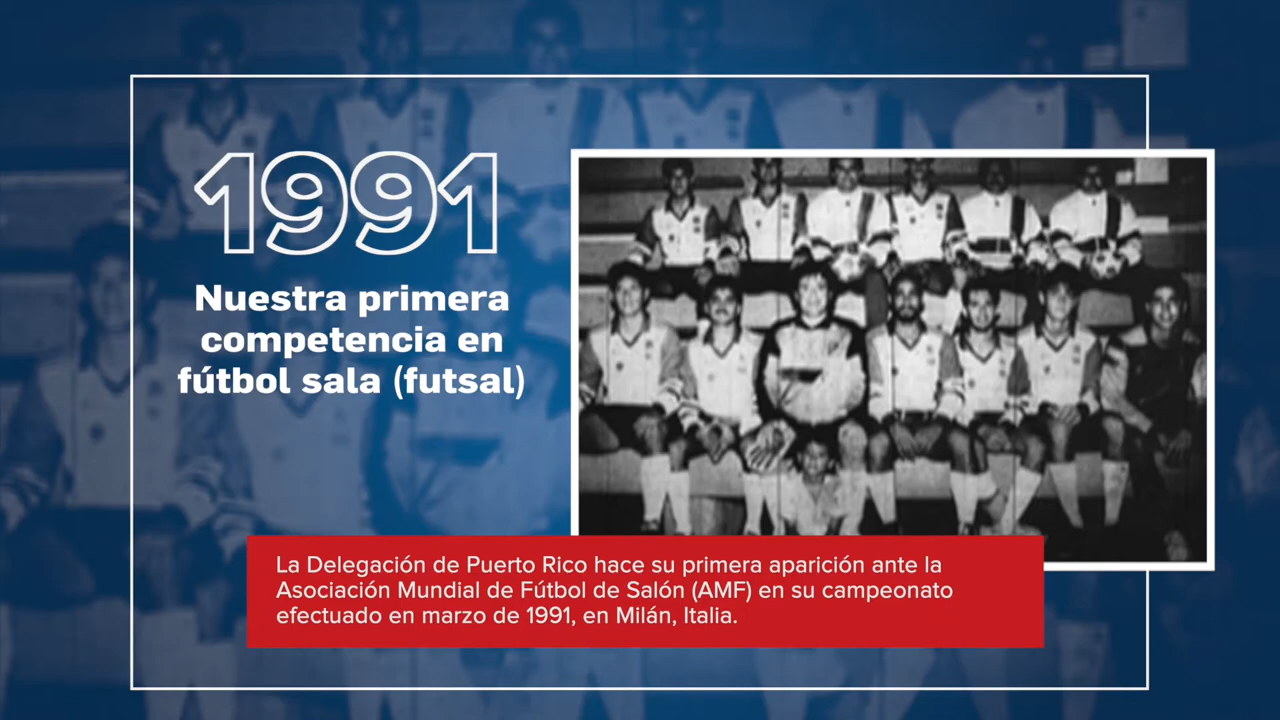 1991
Nuestra primera
competencia en
fútbol sala (futsal)
La Delegación de Puerto Rico hace su primera aparición ante la
Asociación Mundial de Fútbol de Salón (AMF) en su campeonato
efectuado en marzo de 1991, en Milán, Italia.